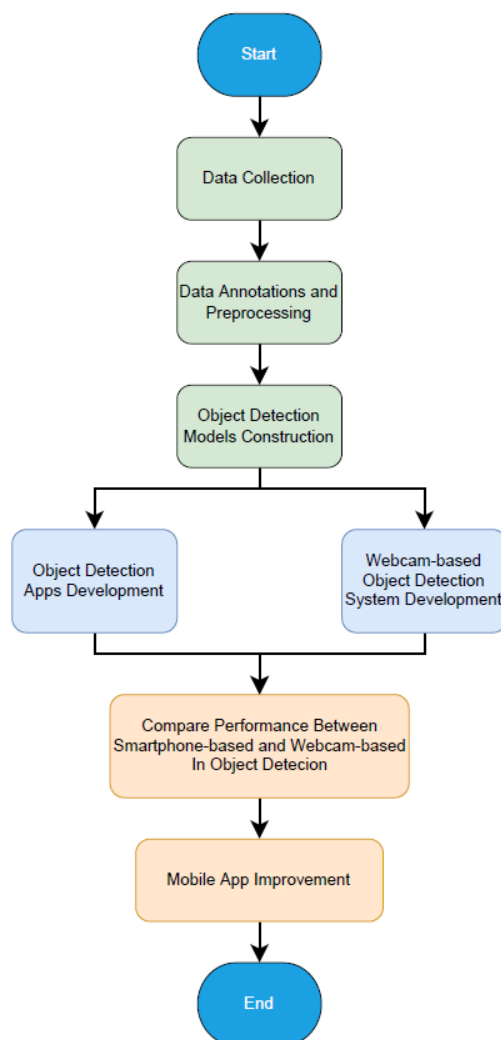 Start
Data Collection
Data Annotations and
Preprocessing
Object Detection
Models Construction
Object Detection
Apps Development
Webcam-based
Object Detection
System Development
Compare Performance Between
Smartphone-based and Webcam-based
In Object Detecion
Mobile App Improvement
End